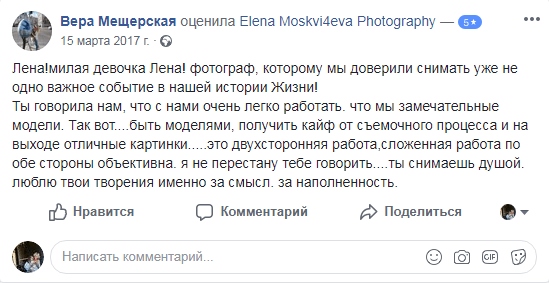 Вера Мещерская оценила Elena Moskvi4eva Photography — 5★
15 марта 2017 г. ·
Лена!милая девочка Лена! фотограф, которому мы доверили снимать уже не
одно важное событие в нашей истории Жизни!
Ты говорила нам, что с нами очень легко работать. что мы замечательные
модели. Так вот....быть моделями, получить кайф от съемочного процесса и на
выходе отличные картинки.....это двухсторонняя работа,сложенная работа по
обе стороны объективна. я не перестану тебе говорить....ты снимаешь душой.
люблю твои творения именно за смысл. за наполненность.
Нравится Комментарий Поделиться
Написать комментарий... GIF